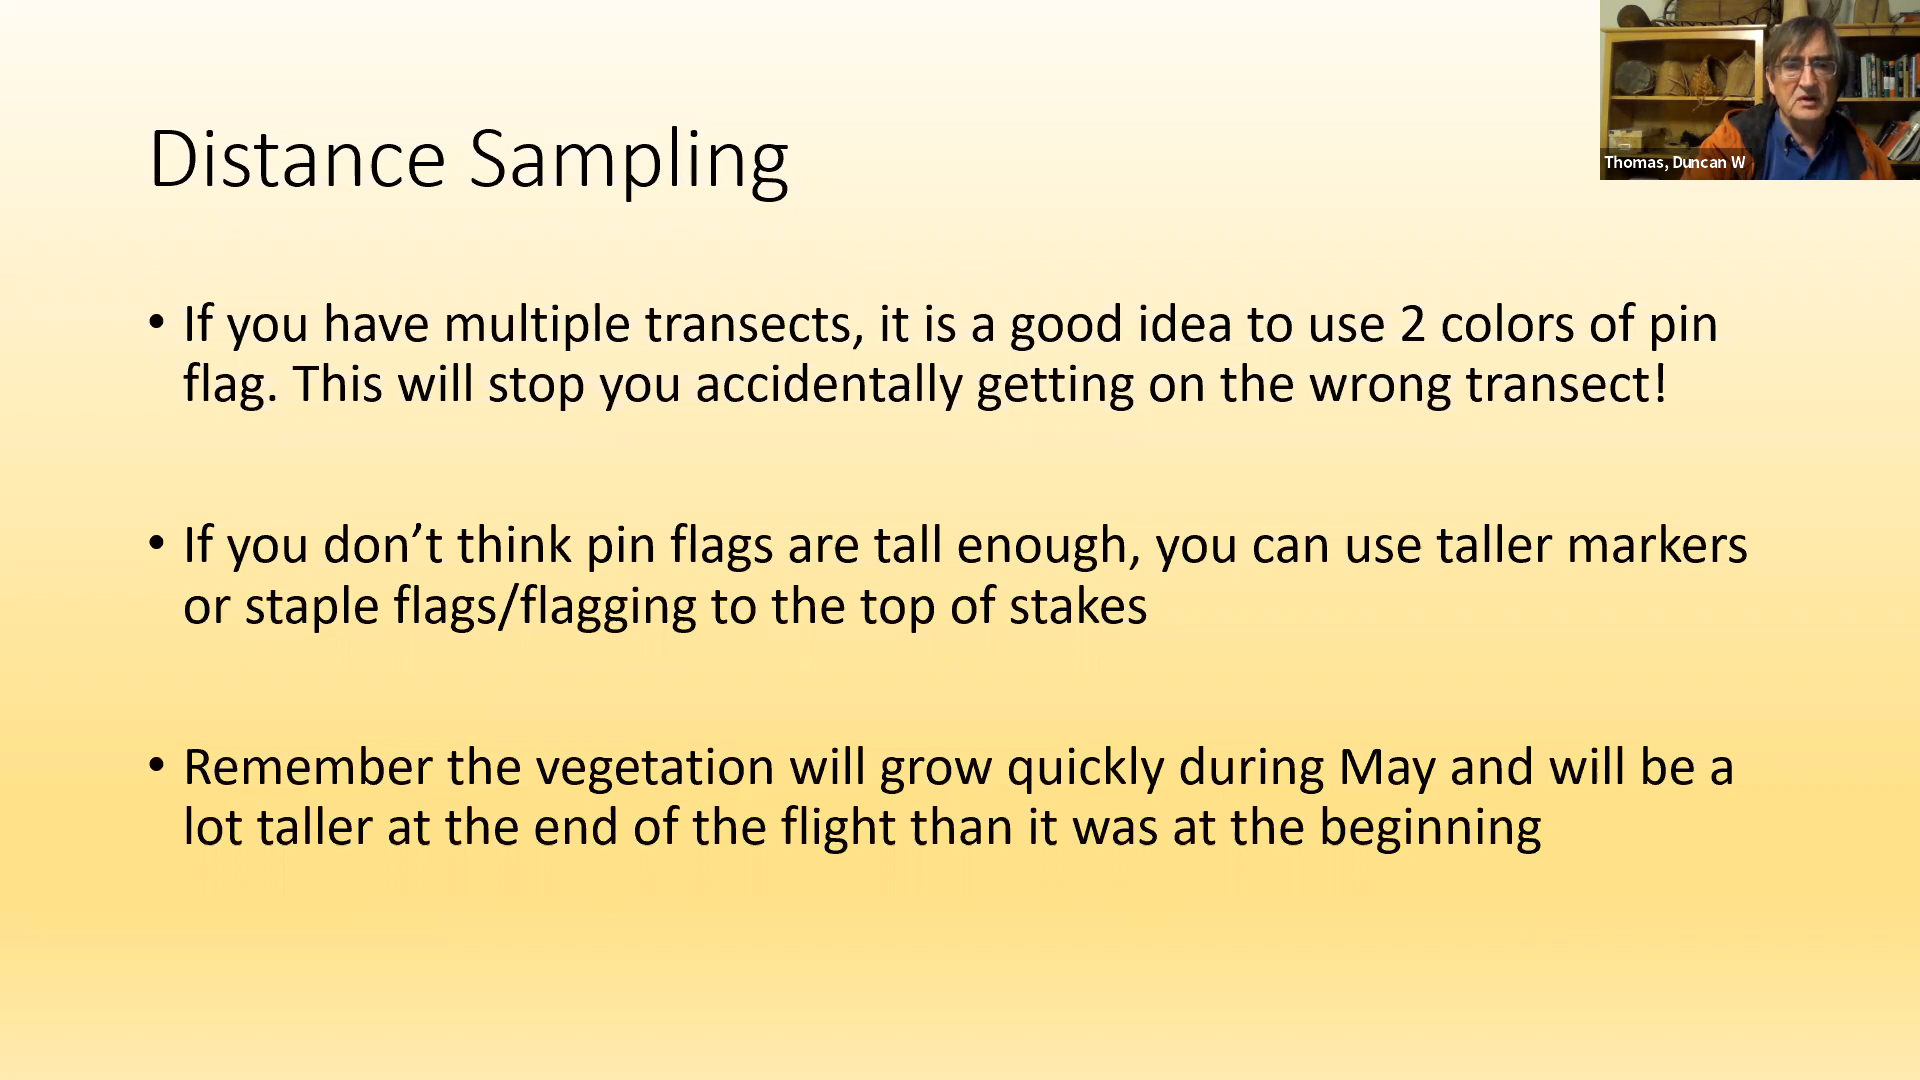 Distance Sampling
Thomas, Duncan W
• If you have multiple transects, it is a good idea to use 2 colors of pin
flag. This will stop you accidentally getting on the wrong transect!
• If you don’t think pin flags are tall enough, you can use taller markers
or staple flags/flagging to the top of stakes
• Remember the vegetation will grow quickly during May and will be a
lot taller at the end of the flight than it was at the beginning